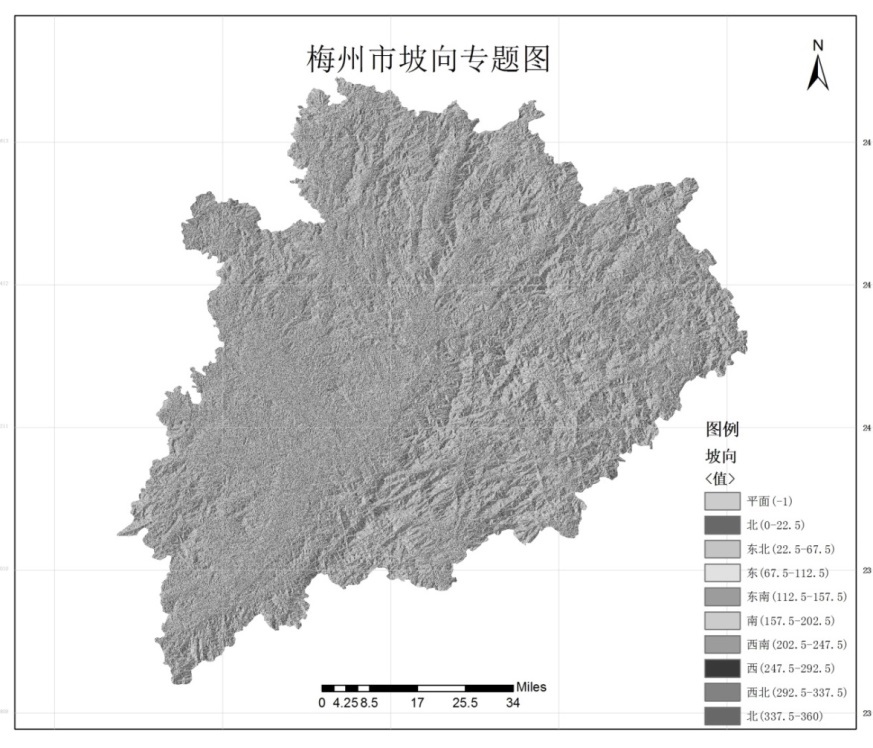 梅州市坡向专题图
N
24
24
24
23
23
图例
坡向
<值>
平面(-1)
北(0-22.5)
东北(22.5-67.5)
东(67.5-112.5)
东南(112.5-157.5)
南(157.5-202.5)
西南(202.5-247.5)
西(247.5-292.5)
西北(292.5-337.5)
北(337.5-360)
Miles
0 4.25 8.5 17 25.5 34